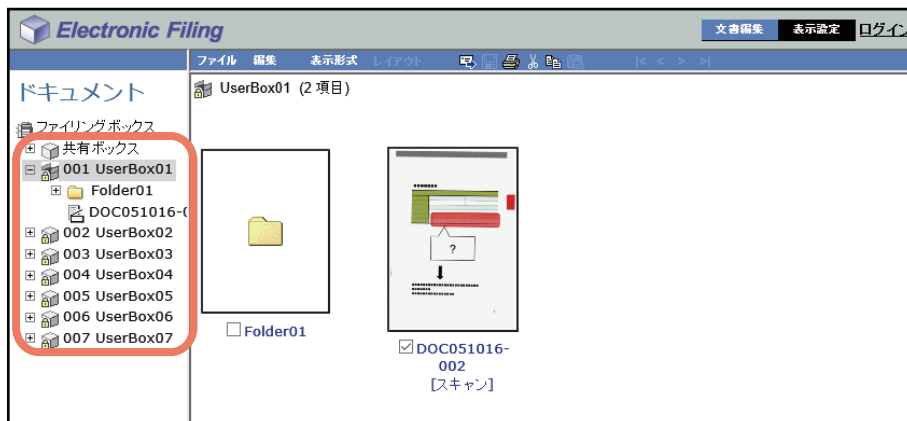 Electronic Filing
文書編集 表示設定 ログイン
ファイル 編集 表示形式 レイアウト |< < > >|
ドキュメント
UserBox01 (2 項目)
ファイリングボックス
共有ボックス
001 UserBox01
Folder01
DOC051016-0
002 UserBox02
003 UserBox03
004 UserBox04
005 UserBox05
006 UserBox06
007 UserBox07
?
Folder01
DOC051016-
002
[スキャン]